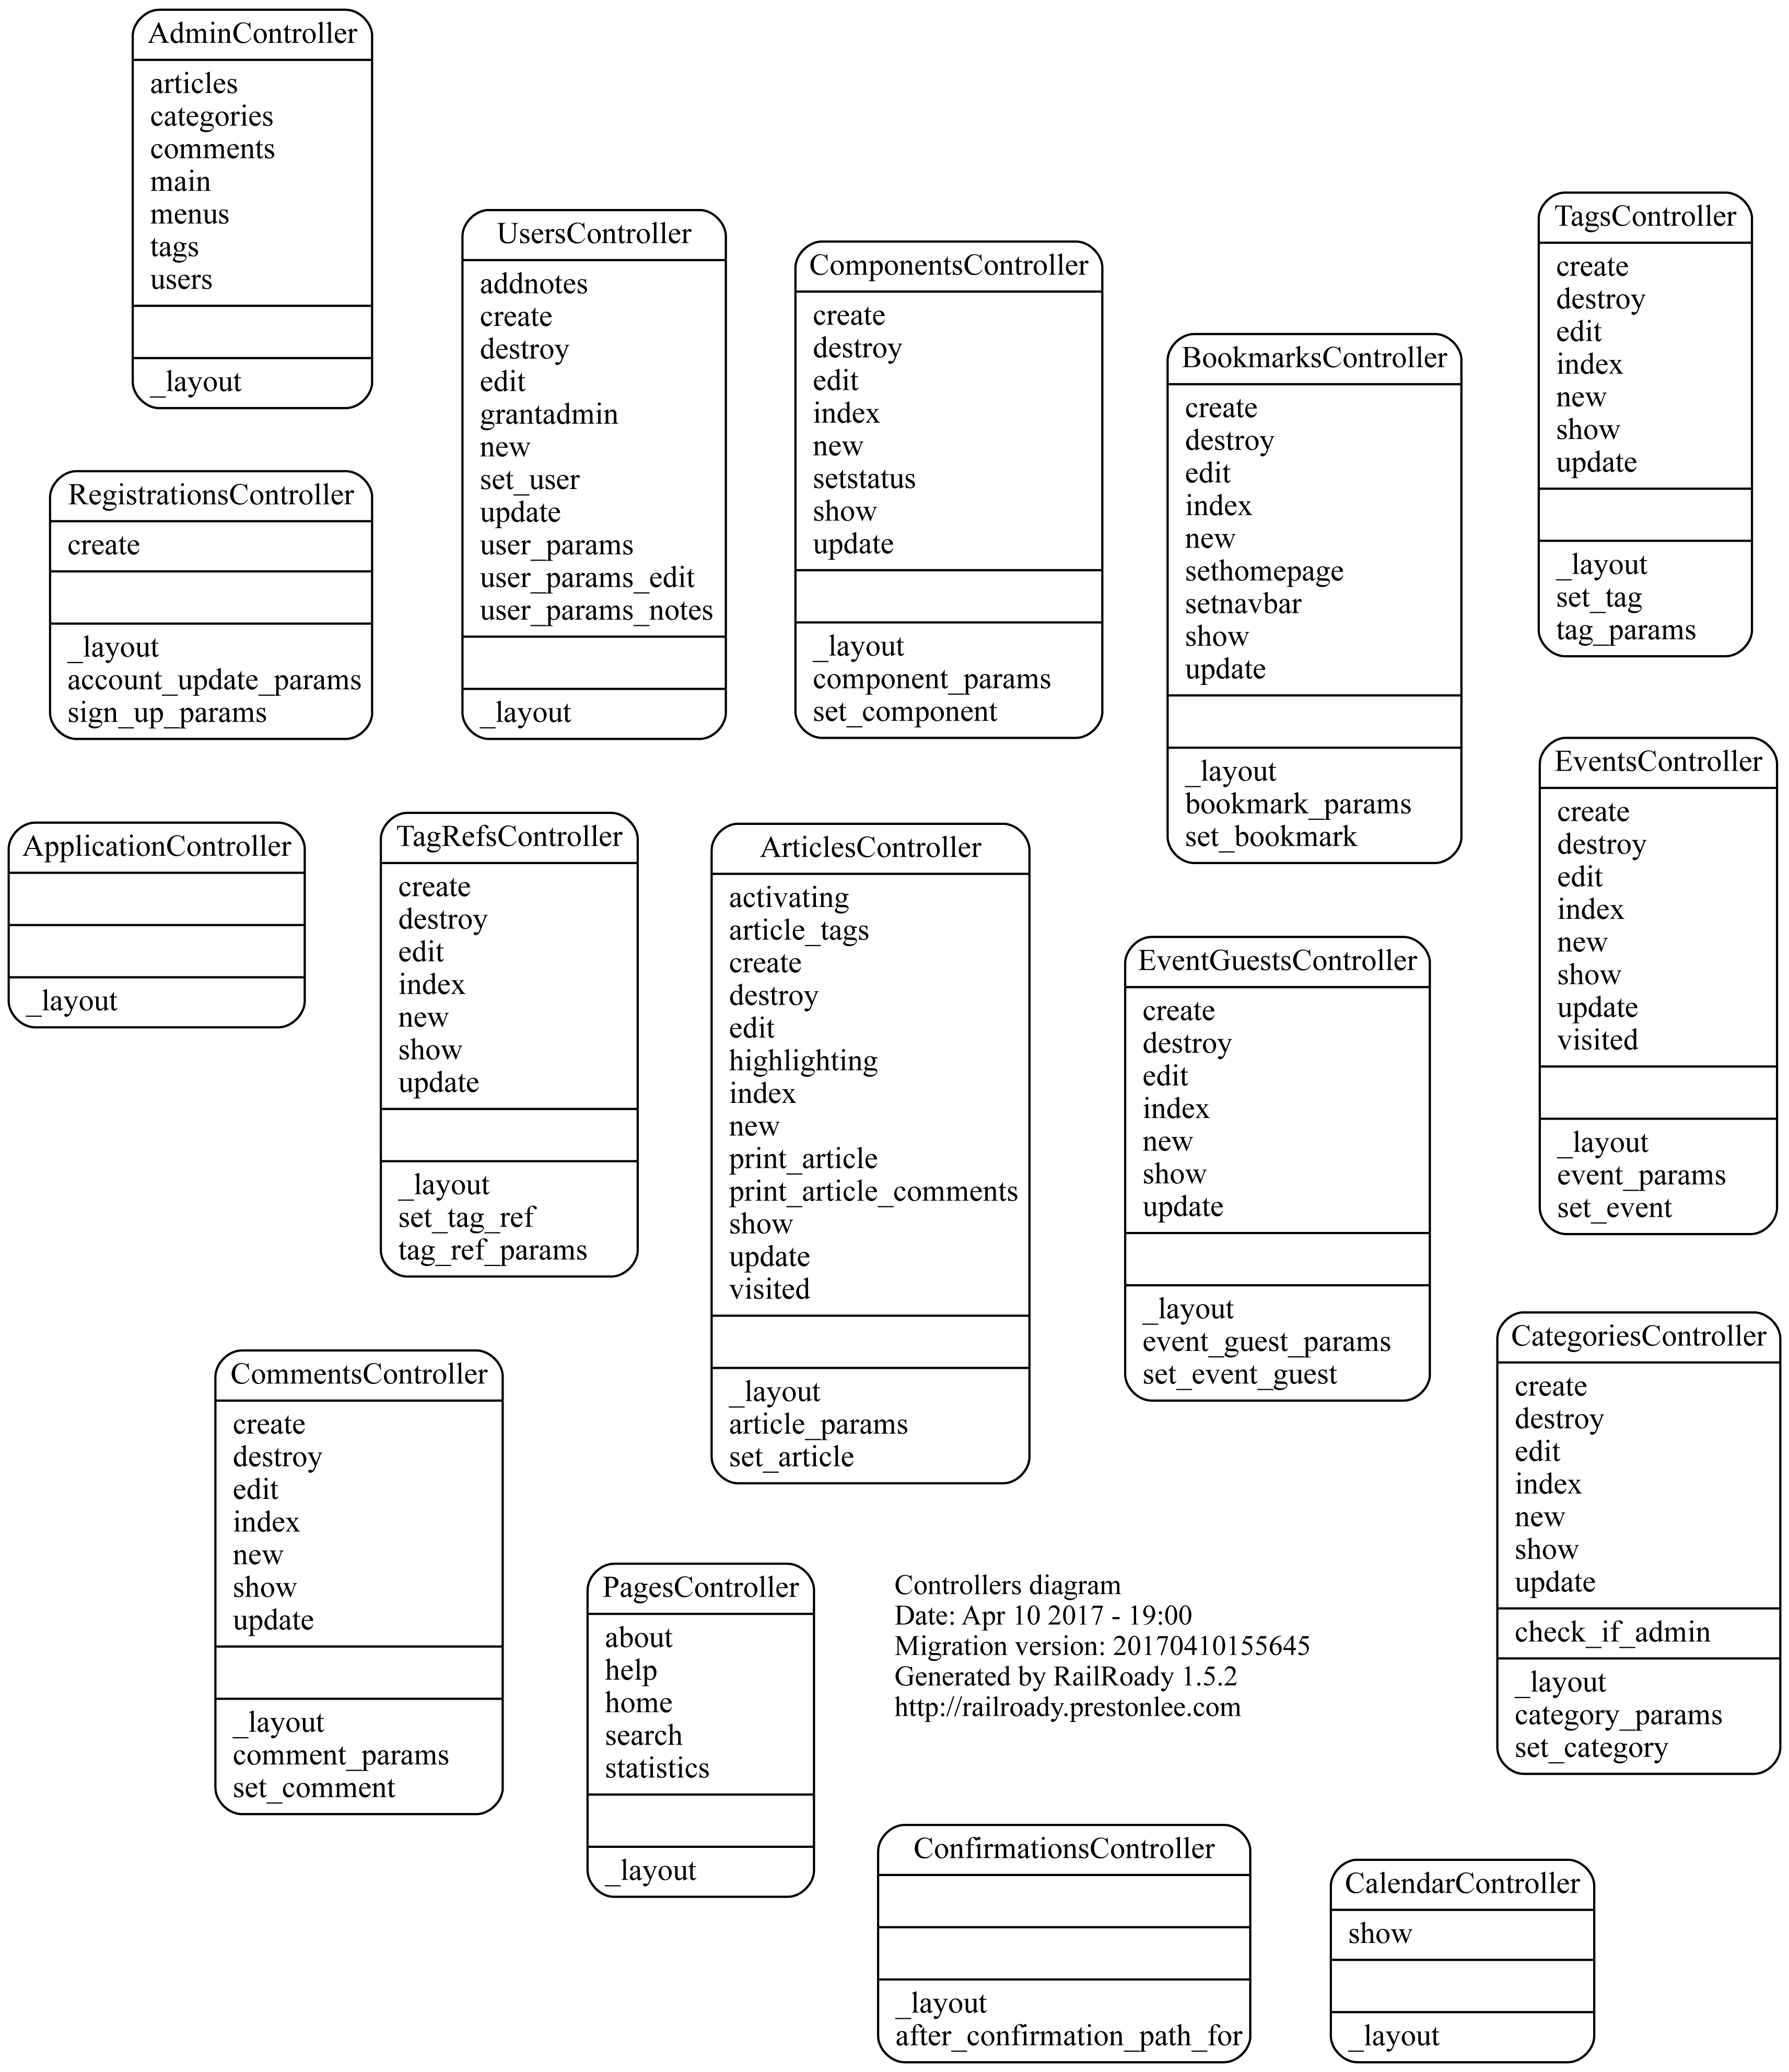 AdminController
articles
categories
comments
main
menus
tags
users
_layout
UsersController
addnotes
create
destroy
edit
grantadmin
new
set_user
update
user_params
user_params_edit
user_params_notes
_layout
ComponentsController
create
destroy
edit
index
new
setstatus
show
update
_layout
component_params
set_component
BookmarksController
create
destroy
edit
index
new
sethomepage
setnavbar
show
update
_layout
bookmark_params
set_bookmark
TagsController
create
destroy
edit
index
new
show
update
_layout
set_tag
tag_params
RegistrationsController
create
_layout
account_update_params
sign_up_params
ApplicationController
_layout
TagRefsController
create
destroy
edit
index
new
show
update
_layout
set_tag_ref
tag_ref_params
ArticlesController
activating
article_tags
create
destroy
edit
highlighting
index
new
print_article
print_article_comments
show
update
visited
_layout
article_params
set_article
EventGuestsController
create
destroy
edit
index
new
show
update
_layout
event_guest_params
set_event_guest
EventsController
create
destroy
edit
index
new
show
update
visited
_layout
event_params
set_event
CommentsController
create
destroy
edit
index
new
show
update
_layout
comment_params
set_comment
PagesController
about
help
home
search
statistics
_layout
Controllers diagram
Date: Apr 10 2017 - 19:00
Migration version: 20170410155645
Generated by RailRoady 1.5.2
http://railroady.prestonlee.com
CategoriesController
create
destroy
edit
index
new
show
update
check_if_admin
_layout
category_params
set_category
ConfirmationsController
_layout
after_confirmation_path_for
CalendarController
show
_layout